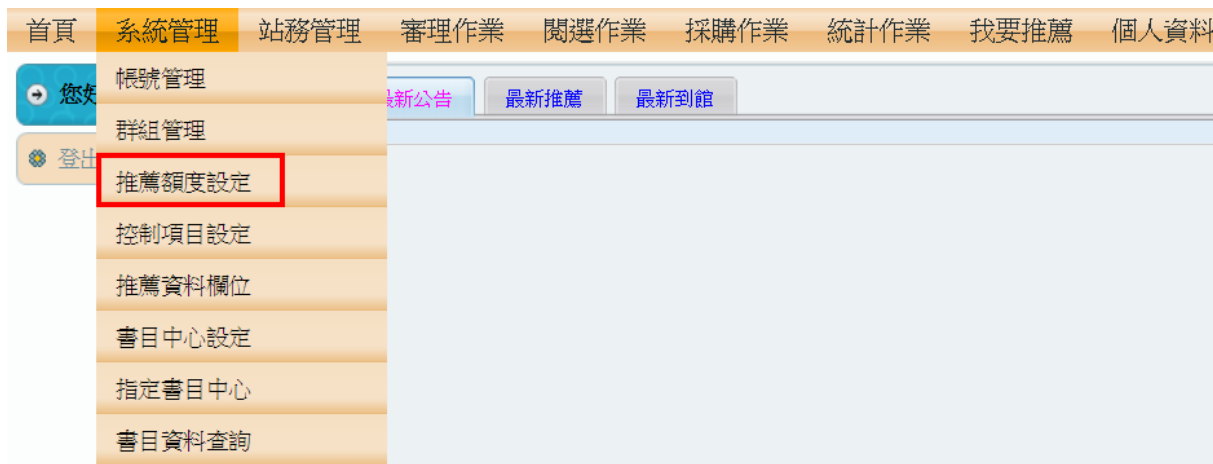 首頁 系統管理 站務管理 審理作業 閱選作業 採購作業 統計作業 我要推薦 個人資料
您好
最新公告 最新推薦 最新到館
登出
帳號管理
群組管理
推薦額度設定
控制項目設定
推薦資料欄位
書目中心設定
指定書目中心
書目資料查詢